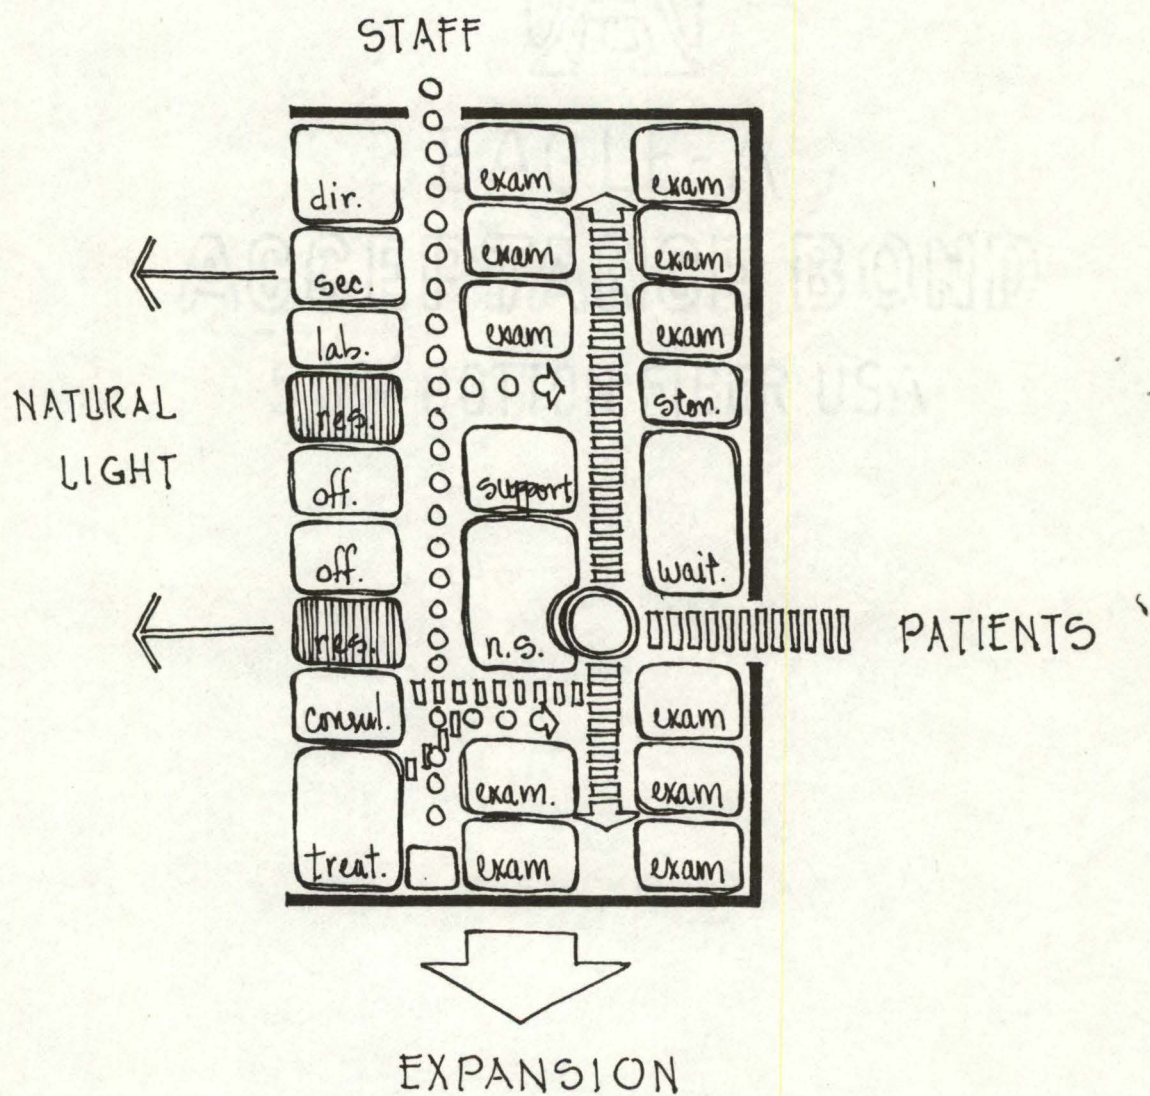 STAFF
dir.
exam
exam
sec.
exam
exam
lab.
exam
exam
NATURAL
LIGHT
res.
stor.
off.
support
off.
wait.
res.
n.s.
PATIENTS
consul.
exam
exam.
exam
treat.
exam
exam
EXPANSION